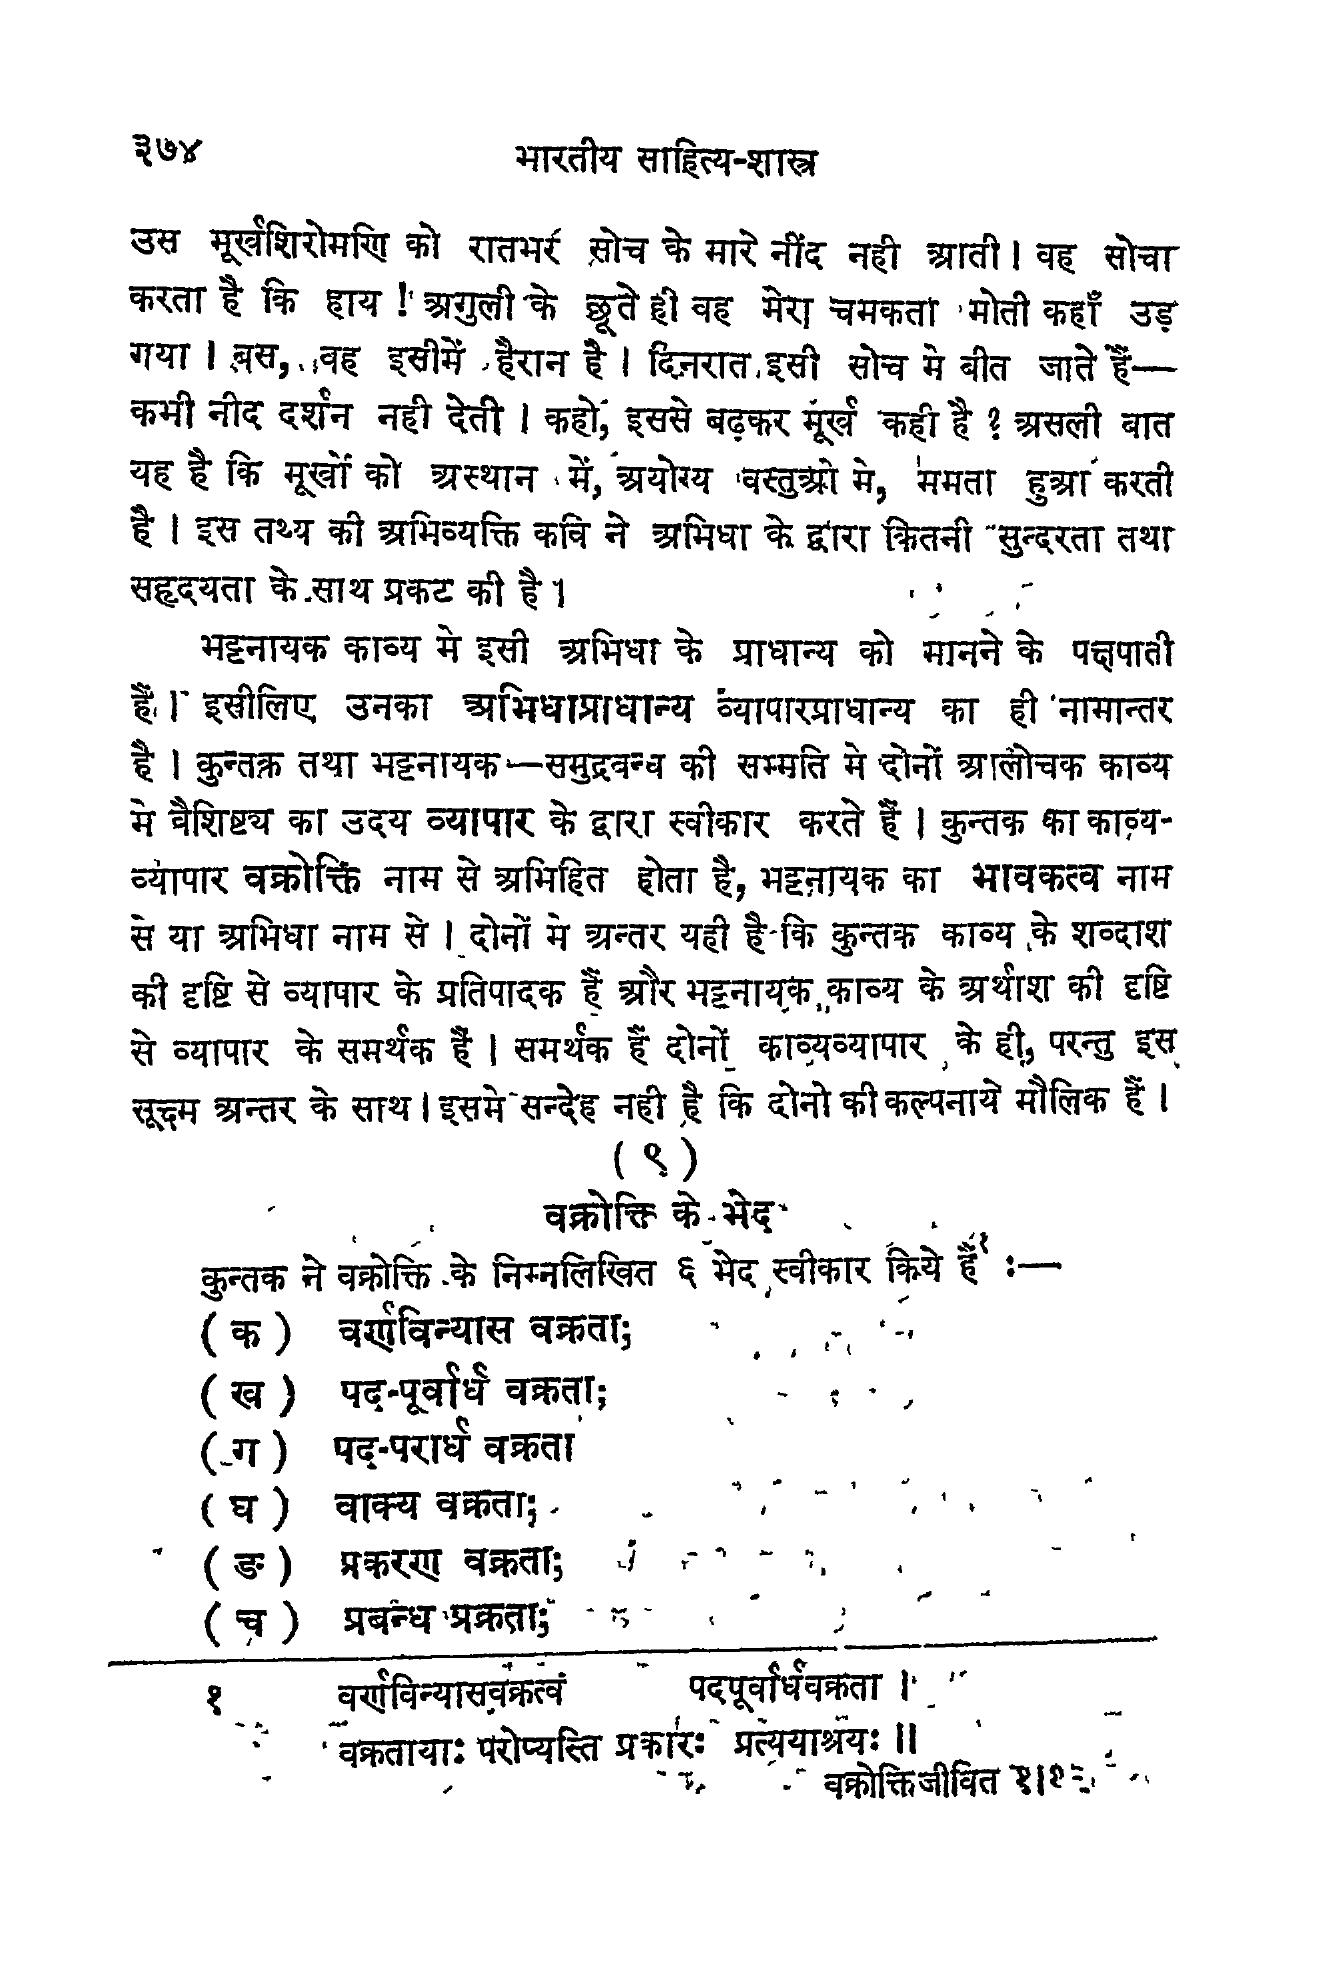 ३७४
भारतीय साहित्य-शास्त्र
उस मूर्खशिरोमणि को रातभर सोच के मारे नींद नही आती। वह सोचा
करता है कि हाय ! अगुली के छूते ही वह मेरा चमकता मोती कहाँ उड़
गया । बस, वह इसीमें हैरान है । दिनरात इसी सोच मे बीत जाते हैं—
कभी नीद दर्शन नही देती । कहो, इससे बढ़कर मूर्ख कही है ? असली बात
यह है कि मूर्खों को अस्थान में, अयोग्य वस्तुओ मे, ममता हुआ करती
है । इस तथ्य की अभिव्यक्ति कवि ने अभिधा के द्वारा कितनी सुन्दरता तथा
सहृदयता के साथ प्रकट की है ।
भट्टनायक काव्य मे इसी अभिधा के प्राधान्य को मानने के पक्षपाती
हैं । इसीलिए उनका अभिधाप्राधान्य व्यापारप्राधान्य का ही नामान्तर
है । कुन्तक तथा भट्टनायक—समुद्रवन्ध की सम्मति मे दोनों आलोचक काव्य
मे वैशिष्ट्य का उदय व्यापार के द्वारा स्वीकार करते हैं । कुन्तक का काव्य-
व्यापार वक्रोक्ति नाम से अभिहित होता है, भट्टनायक का भावकत्व नाम
से या अभिधा नाम से । दोनों मे अन्तर यही है कि कुन्तक काव्य के शव्दाश
की दृष्टि से व्यापार के प्रतिपादक हैं और भट्टनायक काव्य के अर्थाश की दृष्टि
से व्यापार के समर्थक हैं । समर्थक हैं दोनों काव्यव्यापार के ही, परन्तु इस
सूक्ष्म अन्तर के साथ । इसमे सन्देह नही है कि दोनो की कल्पनाये मौलिक हैं ।
( ९ )
वक्रोक्ति के भेद
कुन्तक ने वक्रोक्ति के निम्नलिखित ६ भेद स्वीकार किये हैं१ :—
( क ) वर्णविन्यास वक्रता;
( ख ) पद-पूर्वार्ध वक्रता;
( ग ) पद-परार्ध वक्रता
( घ ) वाक्य वक्रता;
( ङ ) प्रकरण वक्रता;
( च ) प्रबन्ध प्रक्रता;
१ वर्णविन्यासवक्रत्वं पदपूर्वार्धवक्रता ।
वक्रतायाः परोप्यस्ति प्रकारः प्रत्ययाश्रयः ॥
वक्रोक्तिजीवित